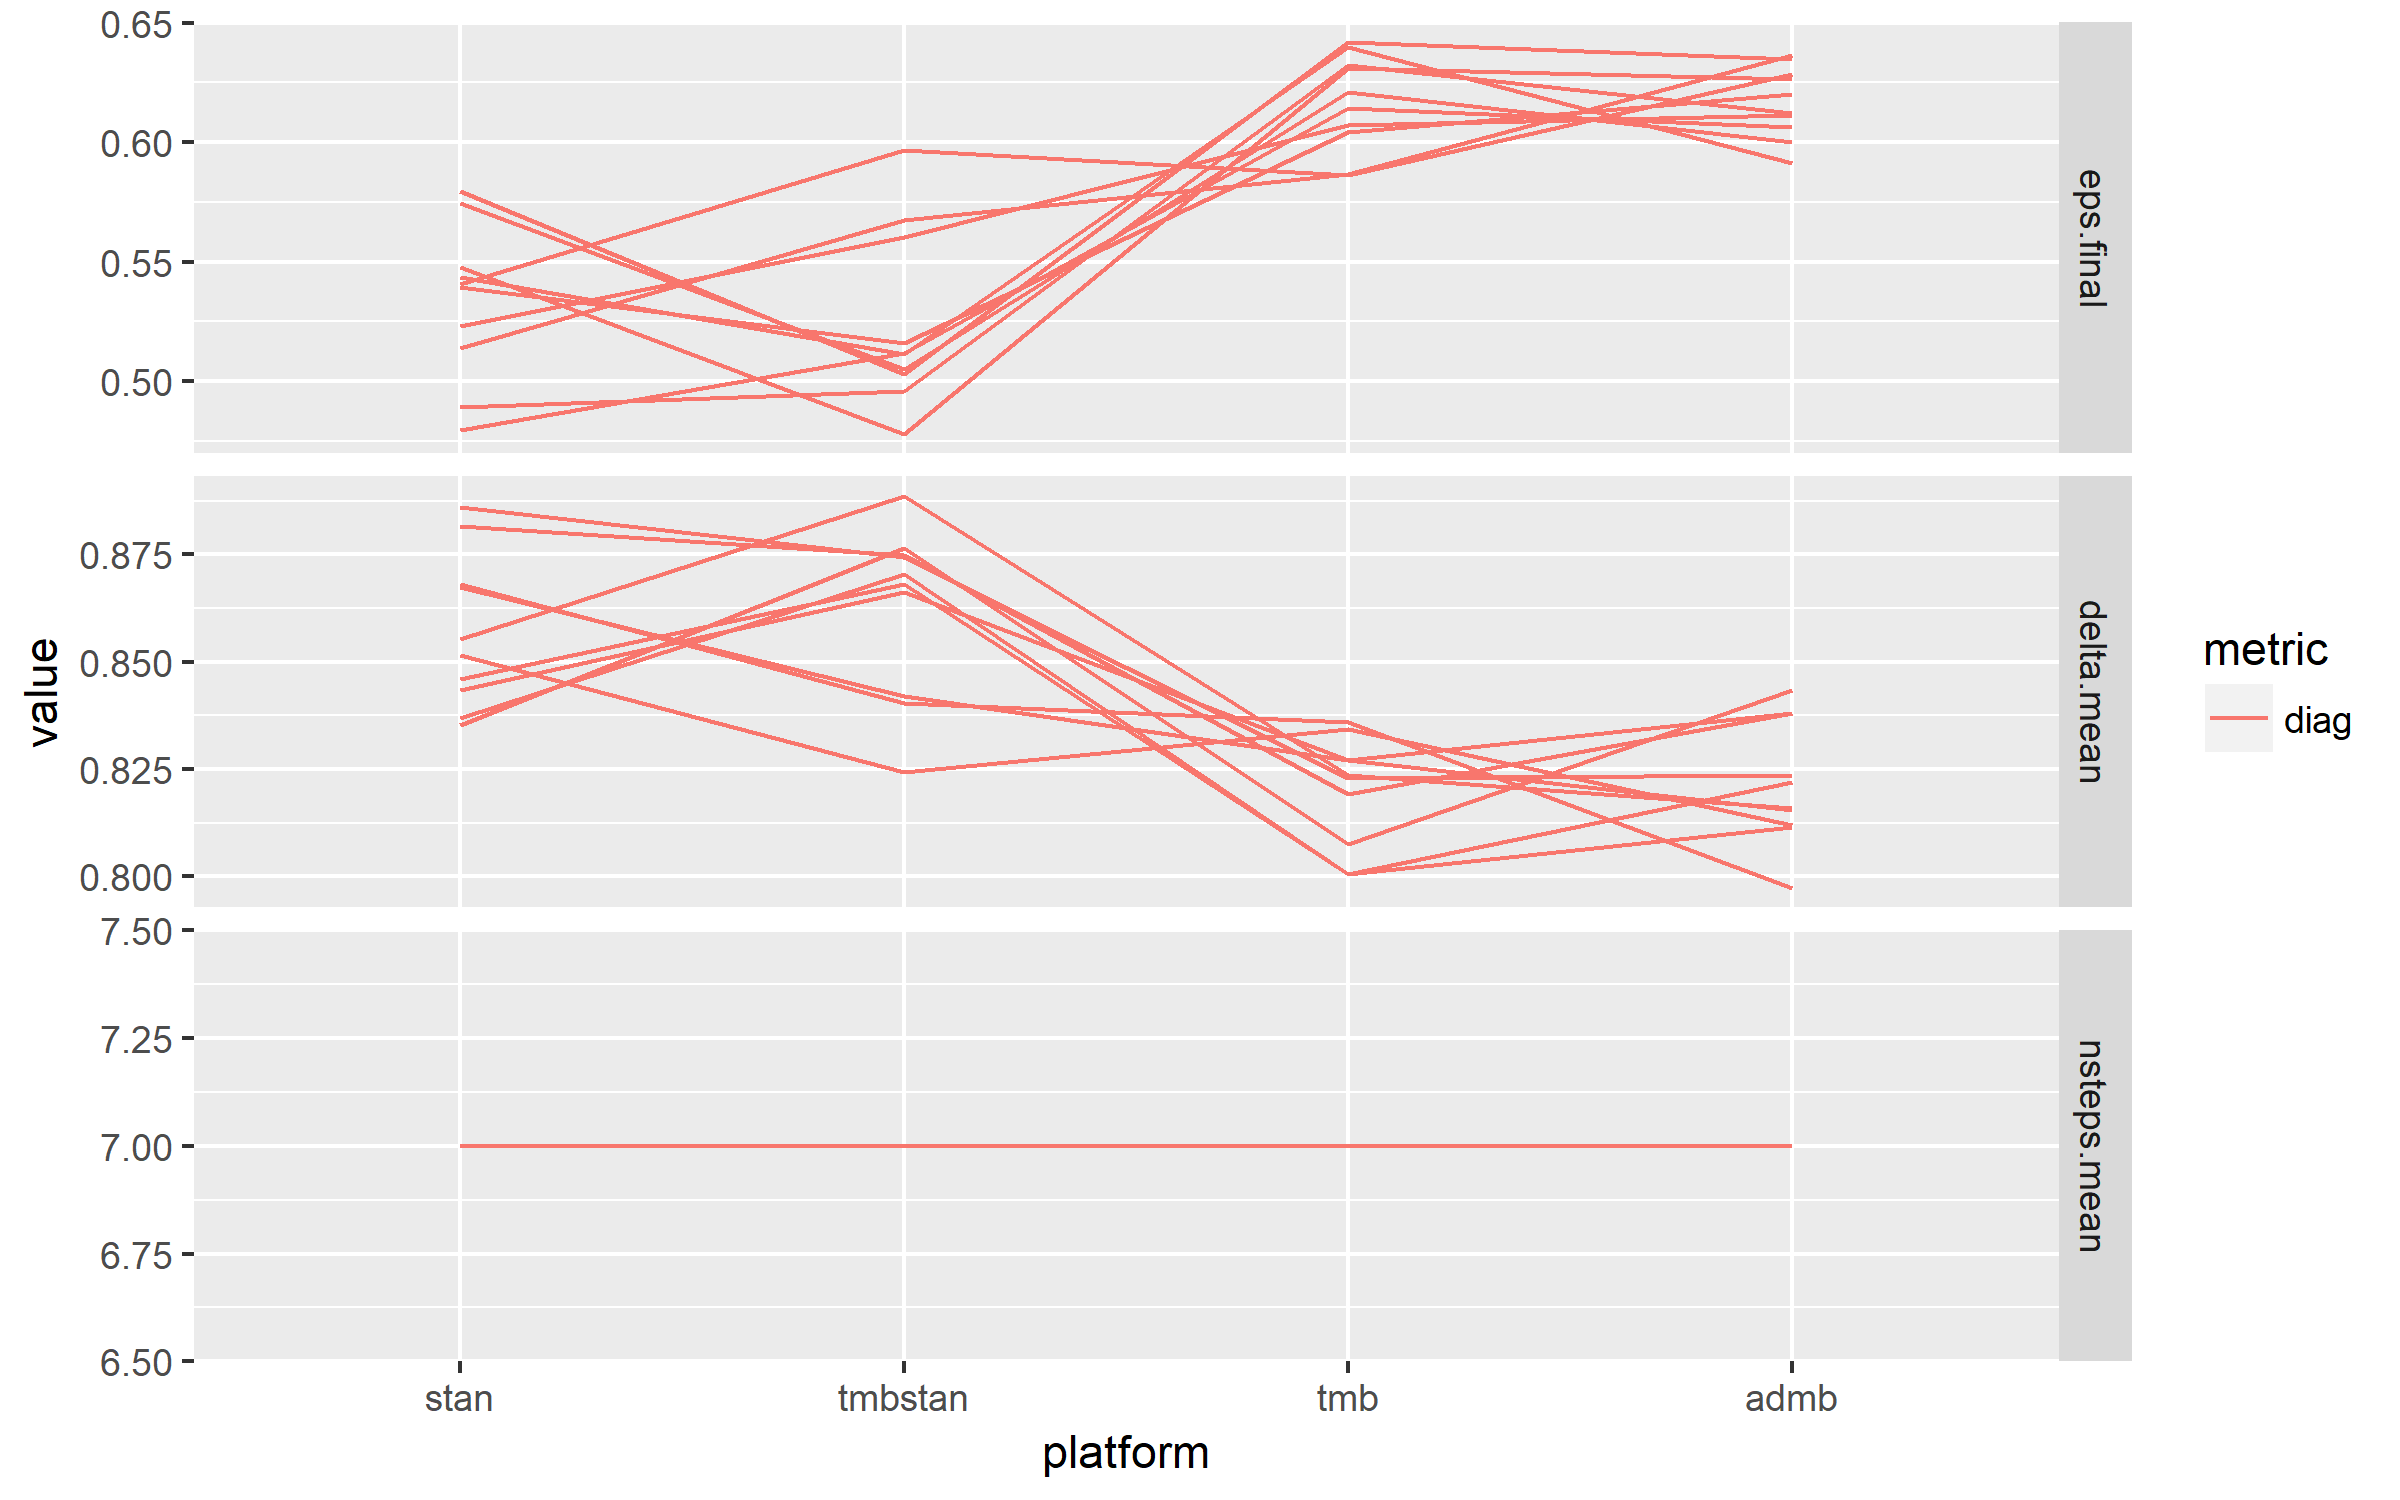 0.65
0.60
0.55
0.50
eps.final
0.875
0.850
0.825
0.800
delta.mean
7.50
7.25
7.00
6.75
6.50
nsteps.mean
value
stan tmbstan tmb admb
platform
metric
diag